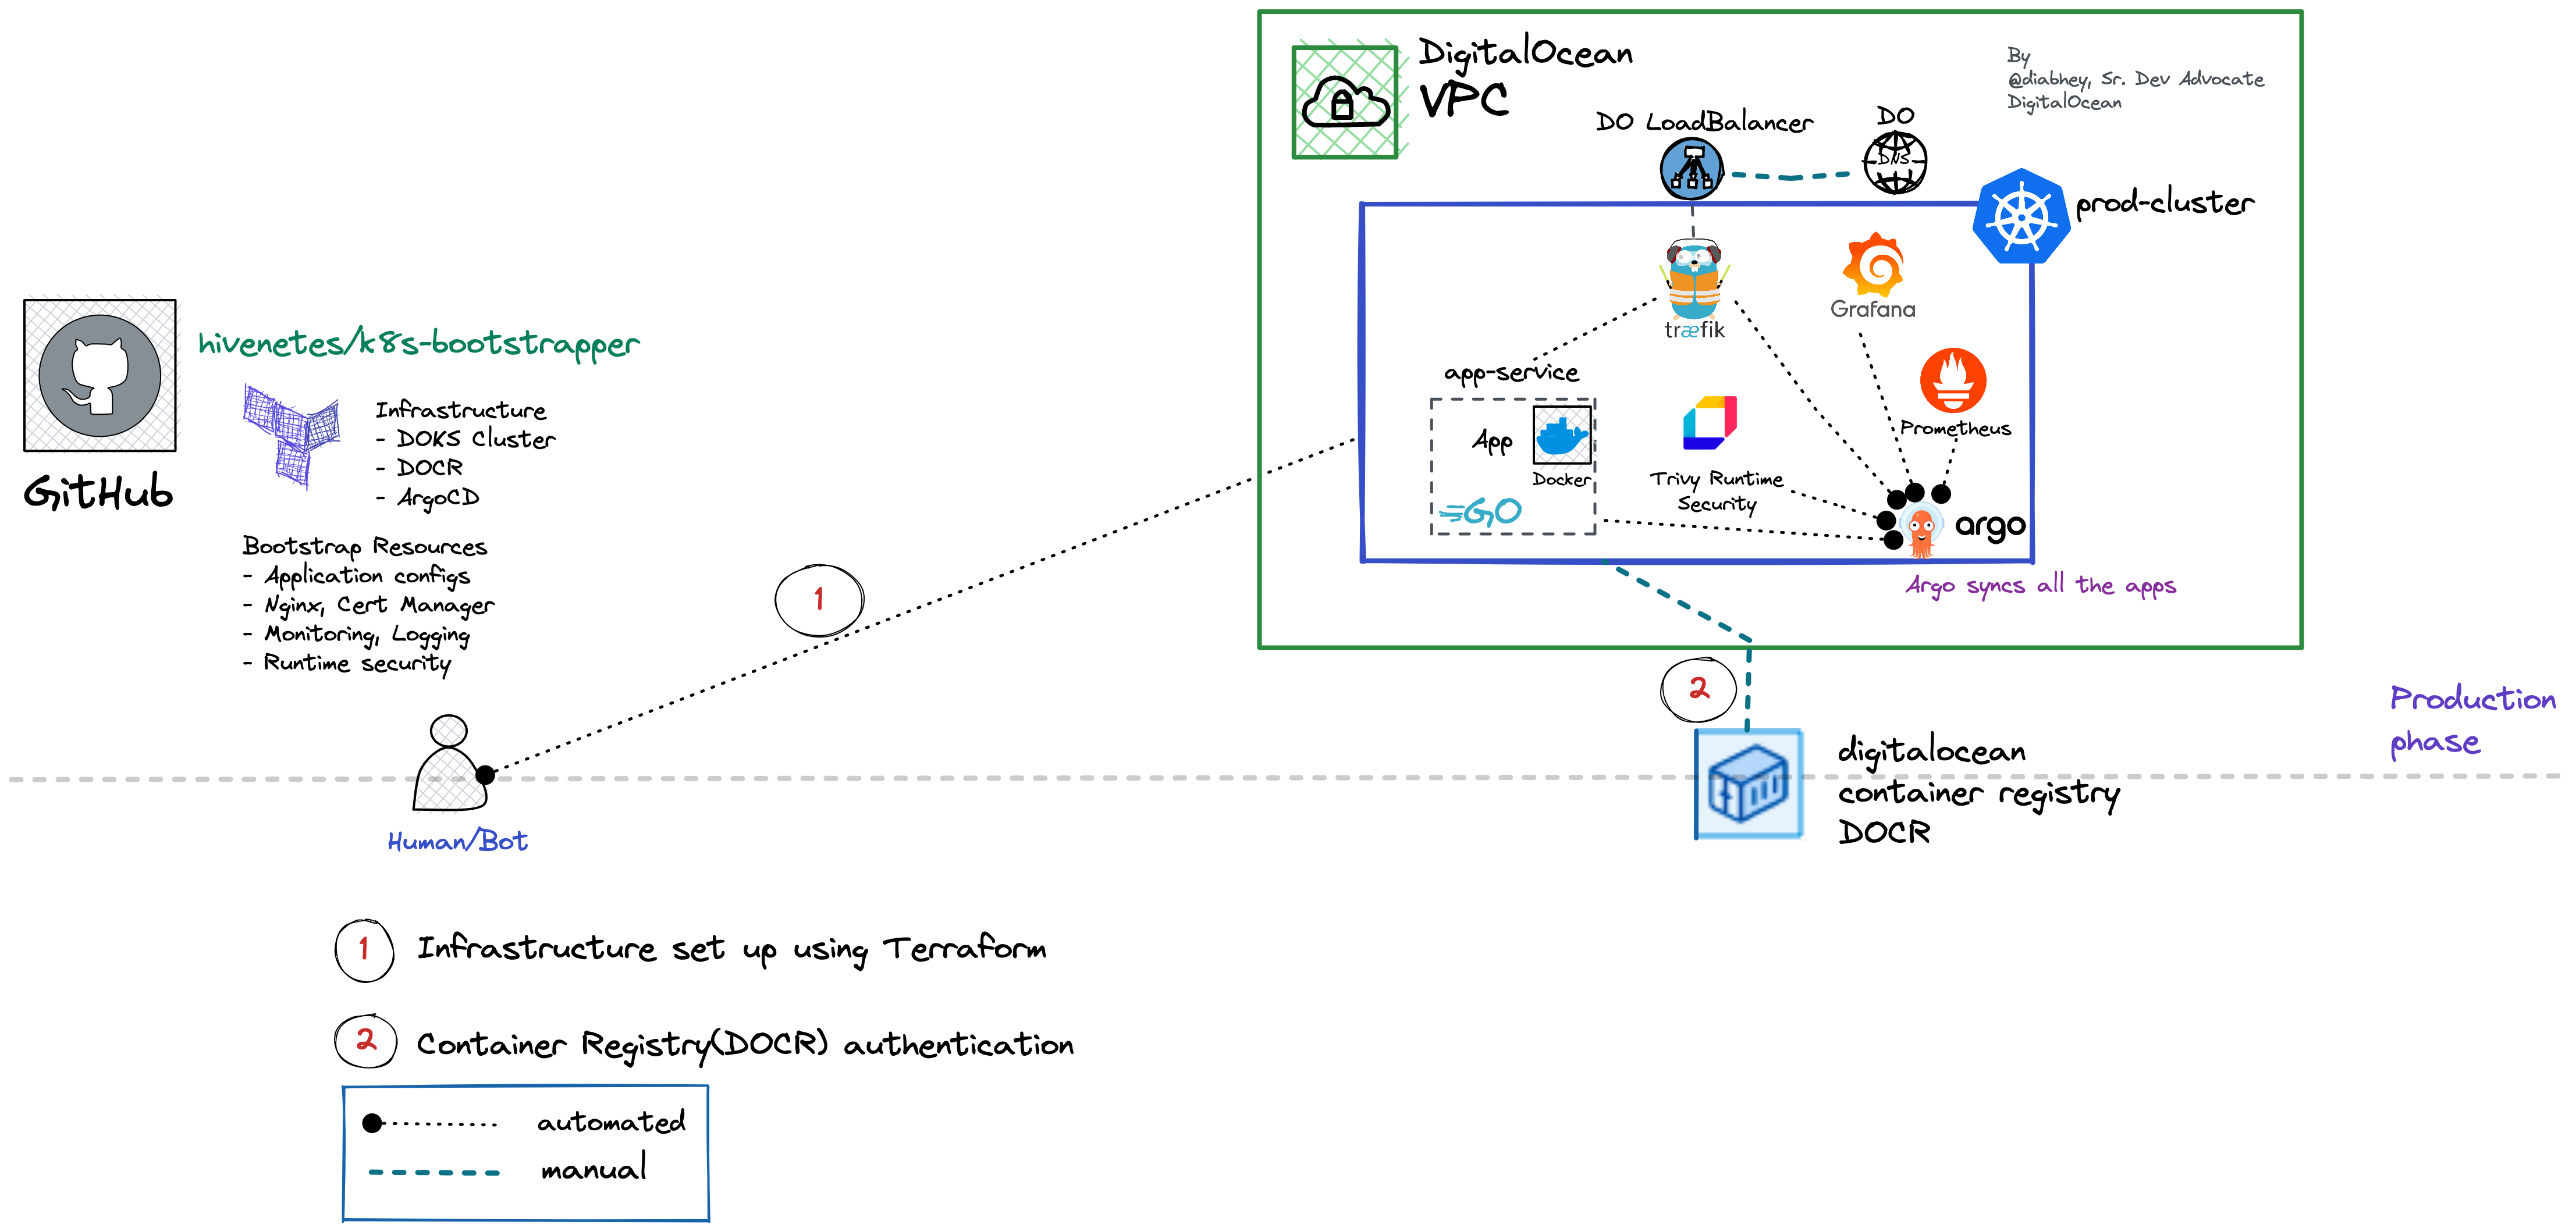 DigitalOcean
VPC
By
@diabhey, Sr. Dev Advocate
DigitalOcean
DO LoadBalancer
DO
DNS
prod-cluster
træfik
Grafana
Prometheus
app-service
App
Docker
GO
Trivy Runtime
Security
argo
Argo syncs all the apps
GitHub
hivenetes/k8s-bootstrapper
Infrastructure
- DOKS Cluster
- DOCR
- ArgoCD
Bootstrap Resources
- Application configs
- Nginx, Cert Manager
- Monitoring, Logging
- Runtime security
1
2
Production
phase
digitalocean
container registry
DOCR
Human/Bot
1 Infrastructure set up using Terraform
2 Container Registry(DOCR) authentication
automated
manual